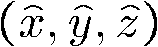 (x̂, ŷ, ẑ)